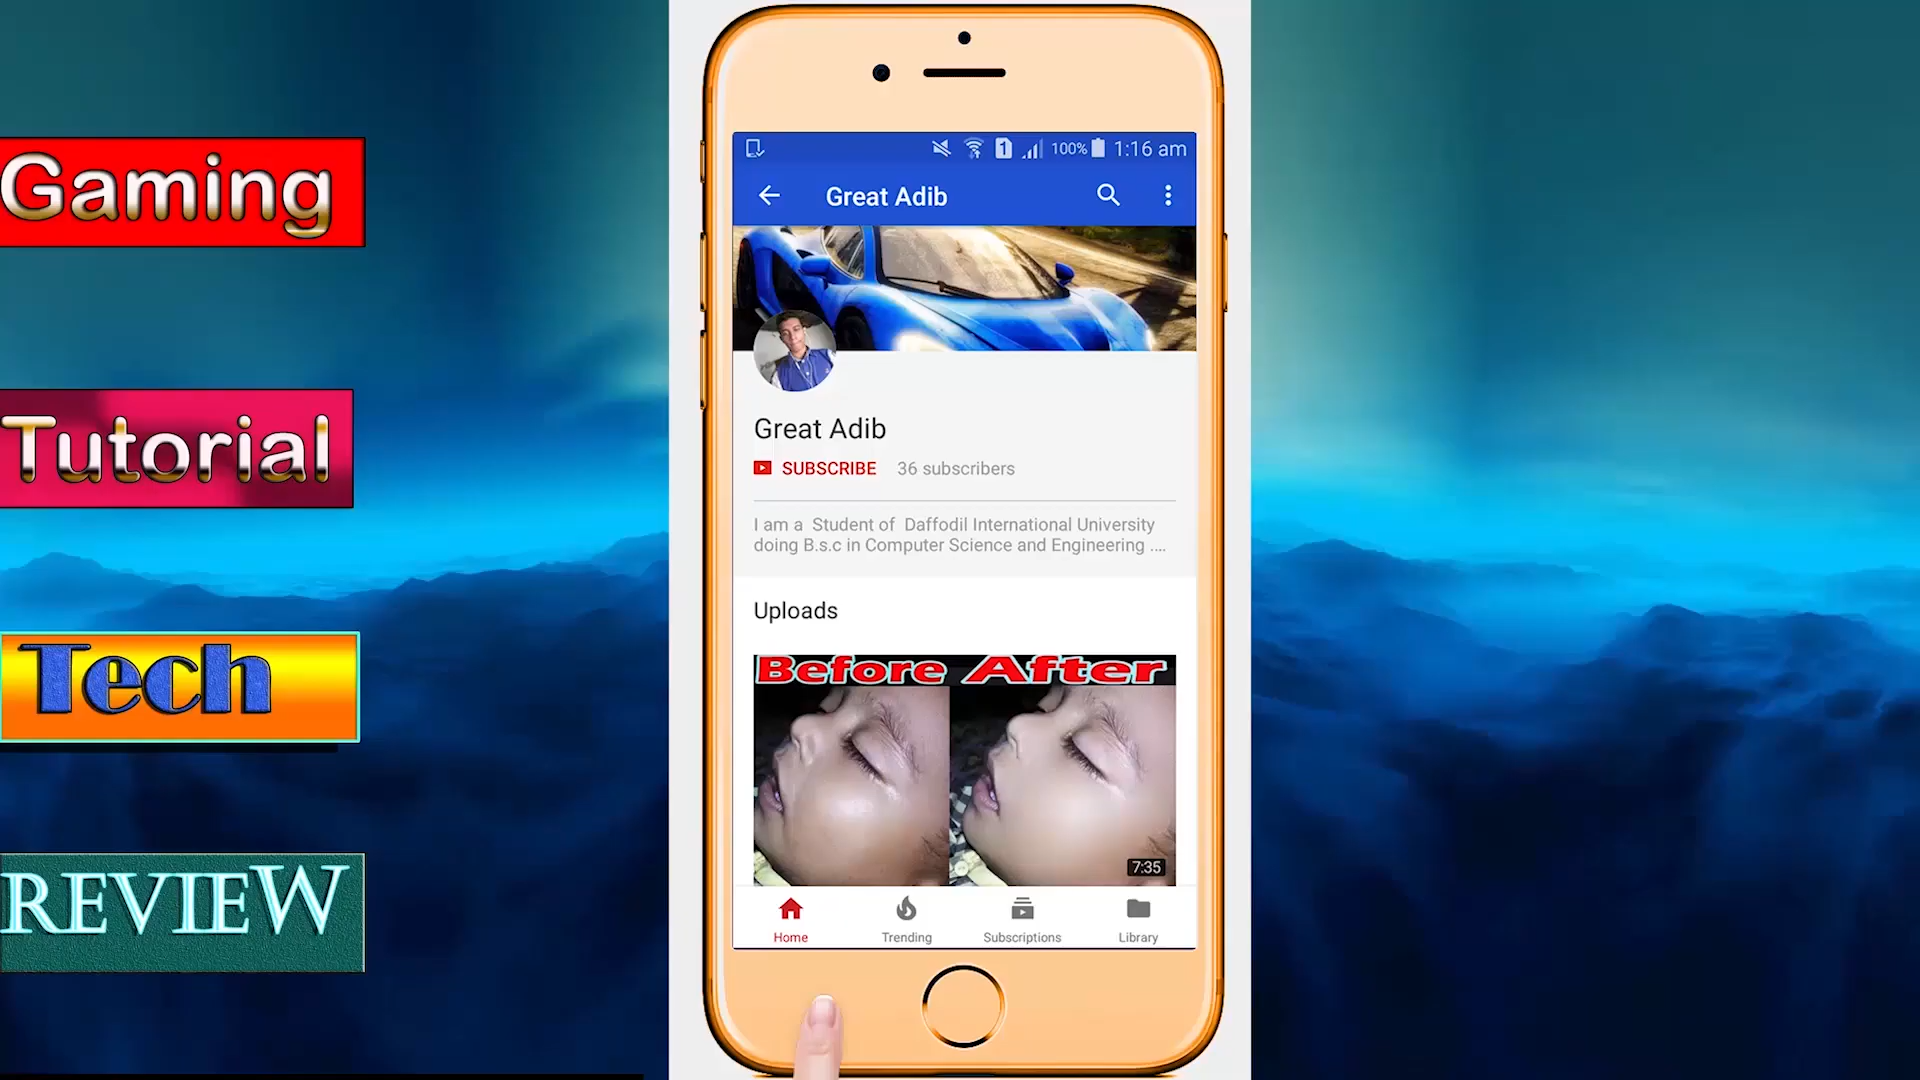 Gaming
Tutorial
Tech
REVIEW
1 100% 1:16 am
Great Adib
Great Adib
SUBSCRIBE 36 subscribers
I am a Student of Daffodil International University
doing B.s.c in Computer Science and Engineering ....
Uploads
Before After
7:35
Home Trending Subscriptions Library